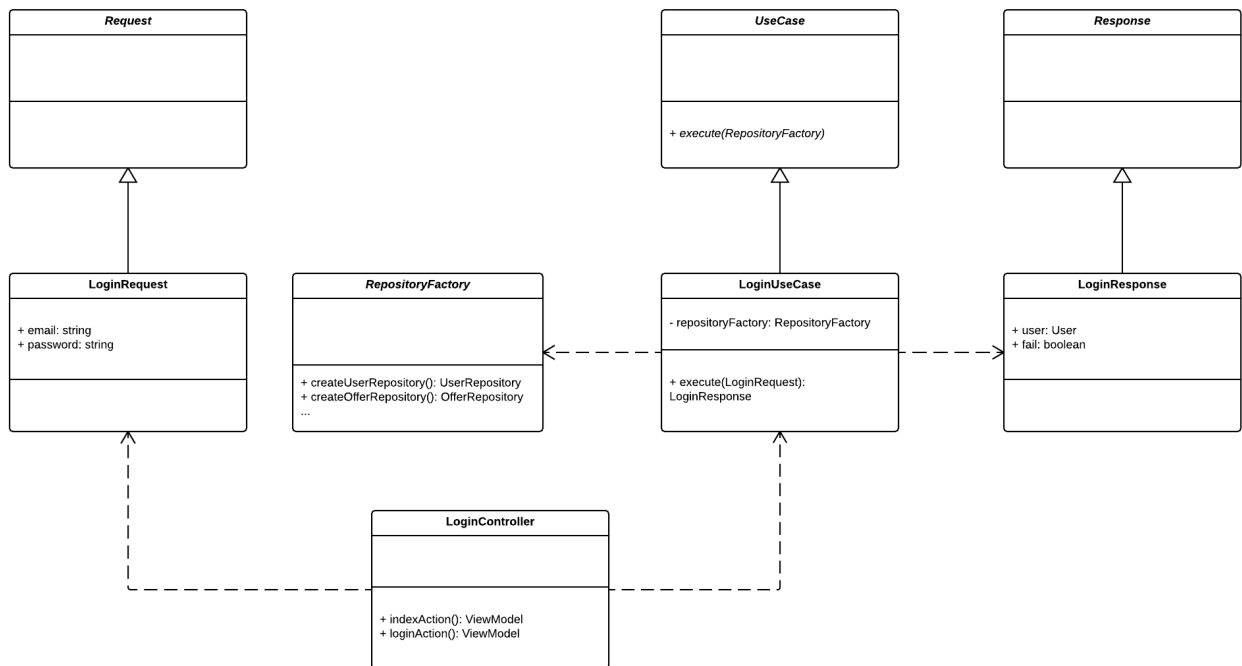 Request
UseCase
+ execute(RepositoryFactory)
Response
LoginRequest
+ email: string
+ password: string
RepositoryFactory
+ createUserRepository(): UserRepository
+ createOfferRepository(): OfferRepository
...
LoginUseCase
- repositoryFactory: RepositoryFactory
+ execute(LoginRequest):
LoginResponse
LoginResponse
+ user: User
+ fail: boolean
LoginController
+ indexAction(): ViewModel
+ loginAction(): ViewModel